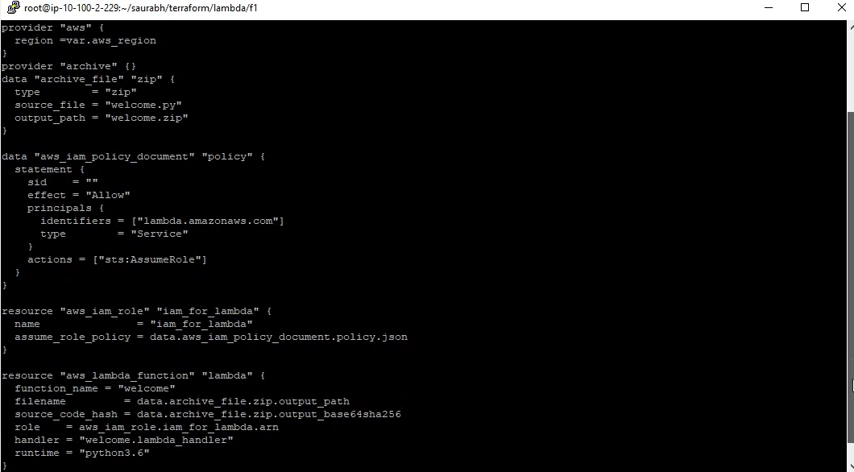 root@ip-10-100-2-229:~/saurabh/terraform/lambda/f1
provider "aws" {
  region =var.aws_region
}
provider "archive" {}
data "archive_file" "zip" {
  type        = "zip"
  source_file = "welcome.py"
  output_path = "welcome.zip"
}

data "aws_iam_policy_document" "policy" {
  statement {
    sid    = ""
    effect = "Allow"
    principals {
      identifiers = ["lambda.amazonaws.com"]
      type        = "Service"
    }
    actions = ["sts:AssumeRole"]
  }
}

resource "aws_iam_role" "iam_for_lambda" {
  name               = "iam_for_lambda"
  assume_role_policy = data.aws_iam_policy_document.policy.json
}

resource "aws_lambda_function" "lambda" {
  function_name = "welcome"
  filename         = data.archive_file.zip.output_path
  source_code_hash = data.archive_file.zip.output_base64sha256
  role    = aws_iam_role.iam_for_lambda.arn
  handler = "welcome.lambda_handler"
  runtime = "python3.6"
}